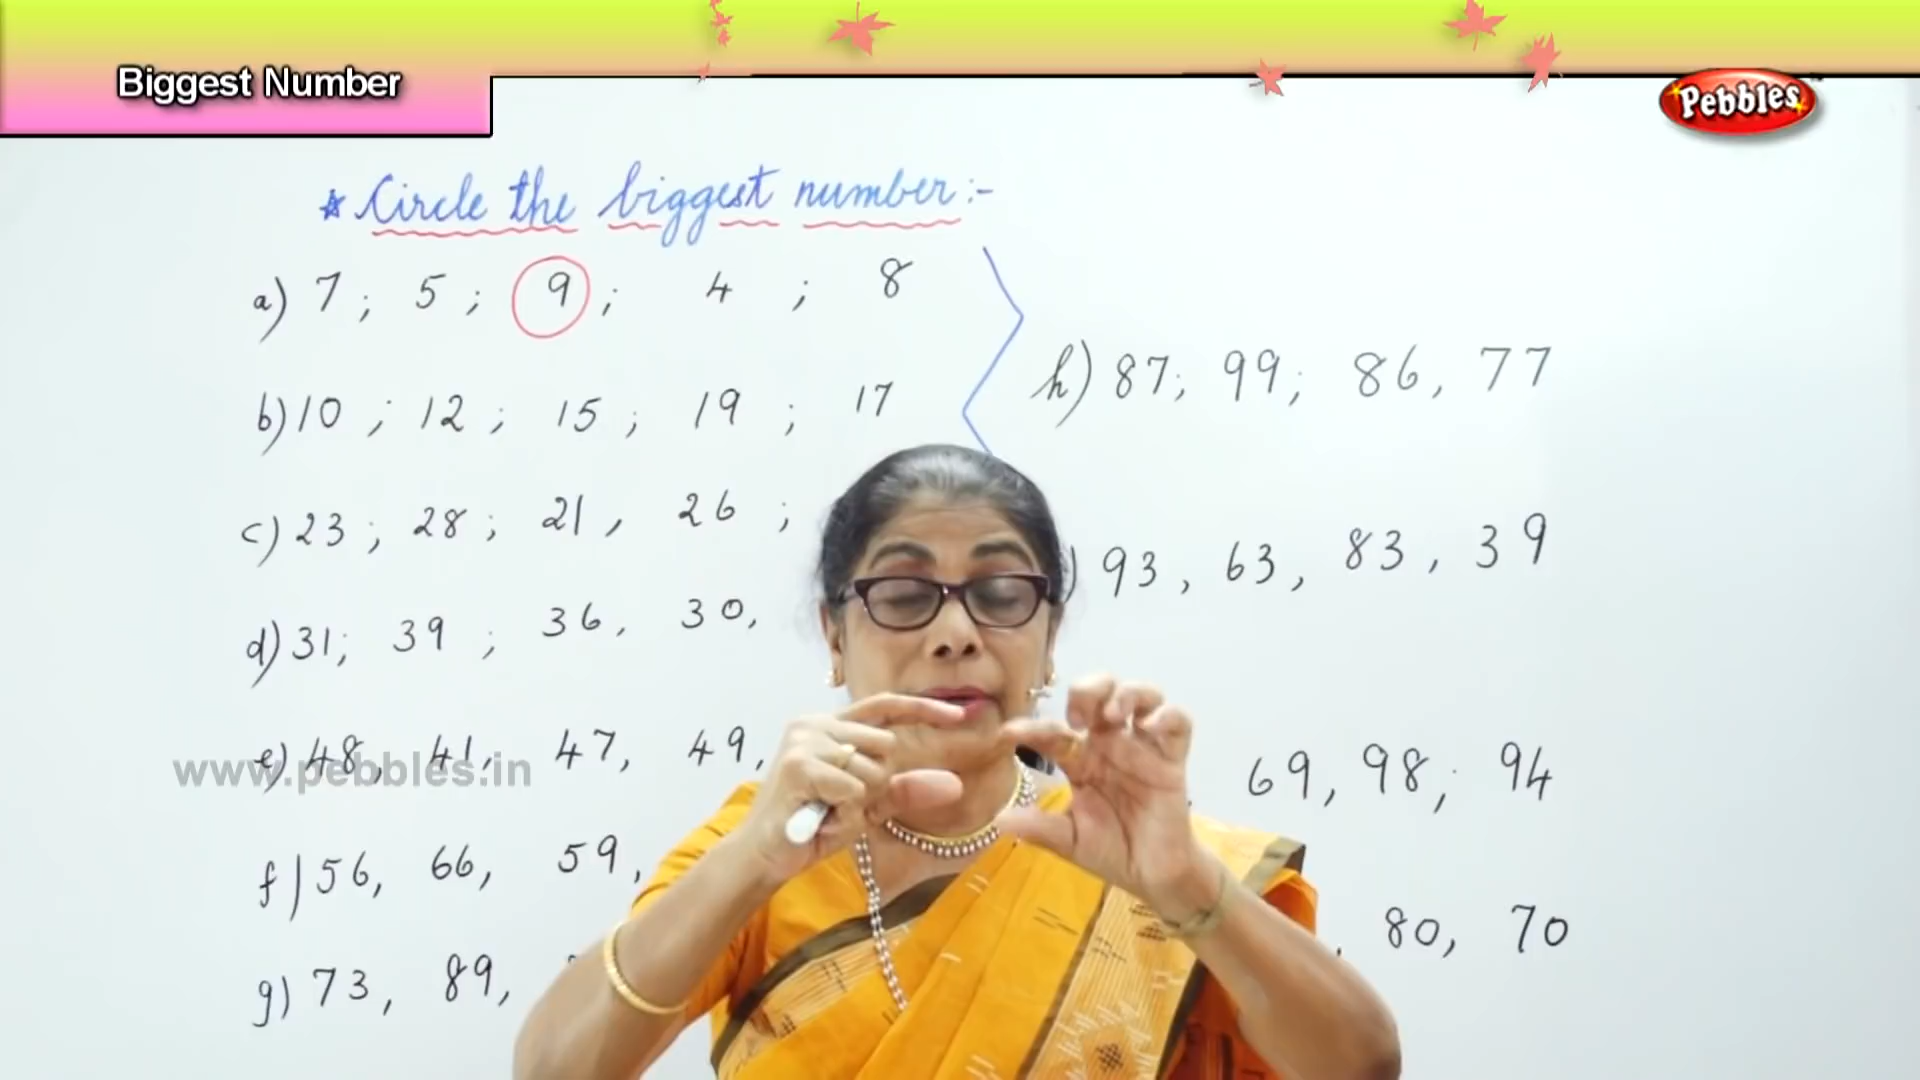 Biggest Number
Pebbles
* Circle the biggest number:-
a) 7; 5; 9; 4; 8
b) 10; 12; 15; 19; 17
c) 23; 28; 21, 26;
d) 31; 39; 36, 30,
e) 48, 41, 47, 49,
www.pebbles.in
f) 56, 66, 59,
g) 73, 89,
h) 87; 99; 86, 77
) 93, 63, 83, 39
69, 98; 94
80, 70